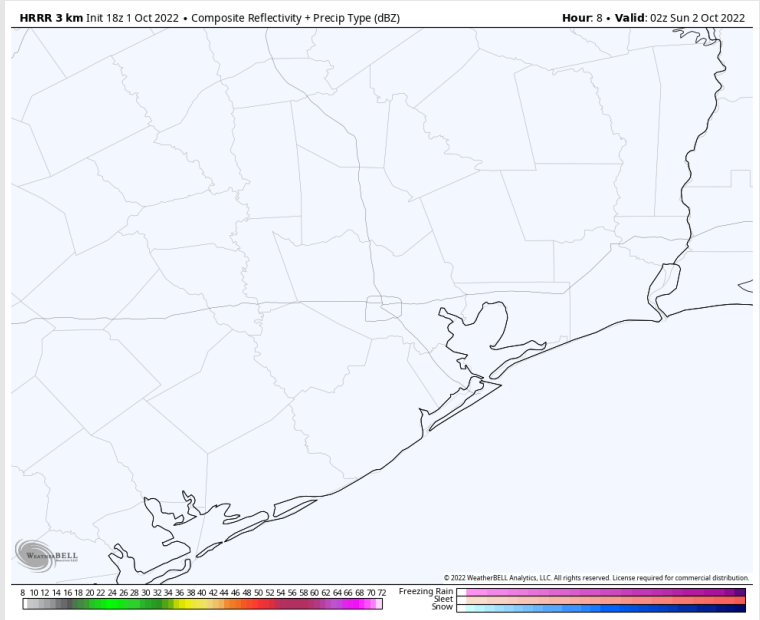 HRRR 3 km Init 18z 1 Oct 2022 • Composite Reflectivity + Precip Type (dBZ)
Hour: 8 • Valid: 02z Sun 2 Oct 2022
WEATHERBELL
© 2022 WeatherBELL Analytics, LLC. All rights reserved. License required for commercial distribution.
8 10 12 14 16 18 20 22 24 26 28 30 32 34 36 38 40 42 44 46 48 50 52 54 56 58 60 62 64 66 68 70 72
Freezing Rain
Sleet
Snow